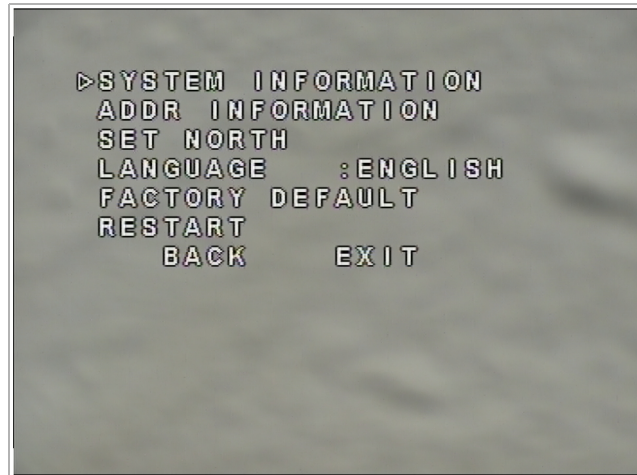 ▷SYSTEM INFORMATION
ADDR INFORMATION
SET NORTH
LANGUAGE :ENGLISH
FACTORY DEFAULT
RESTART
BACK EXIT